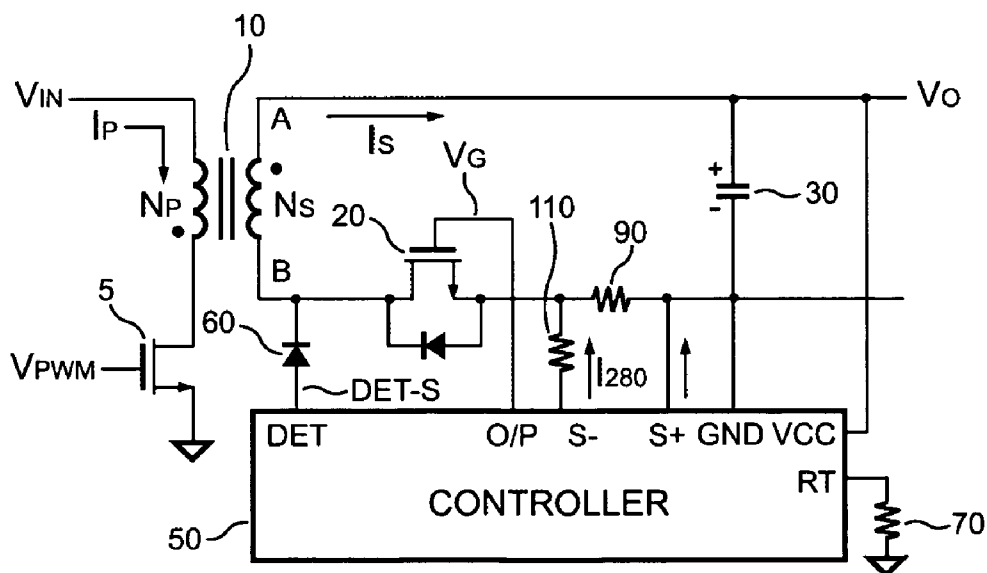 10
VIN
A
VO
IP
IS
VG
+
-
30
110
NP
NS
20
90
B
5
60
I280
VPWM
DET-S
DET
O/P
S-
S+
GND
VCC
RT
CONTROLLER
50
70